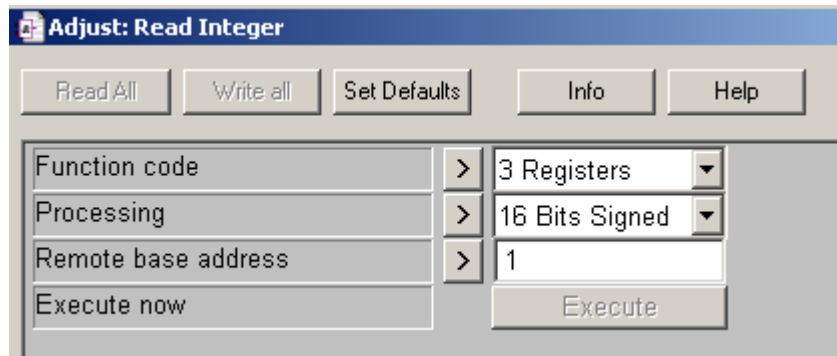 Adjust: Read Integer
Read All Write all Set Defaults Info Help
Function code > 3 Registers
Processing > 16 Bits Signed
Remote base address > 1
Execute now Execute